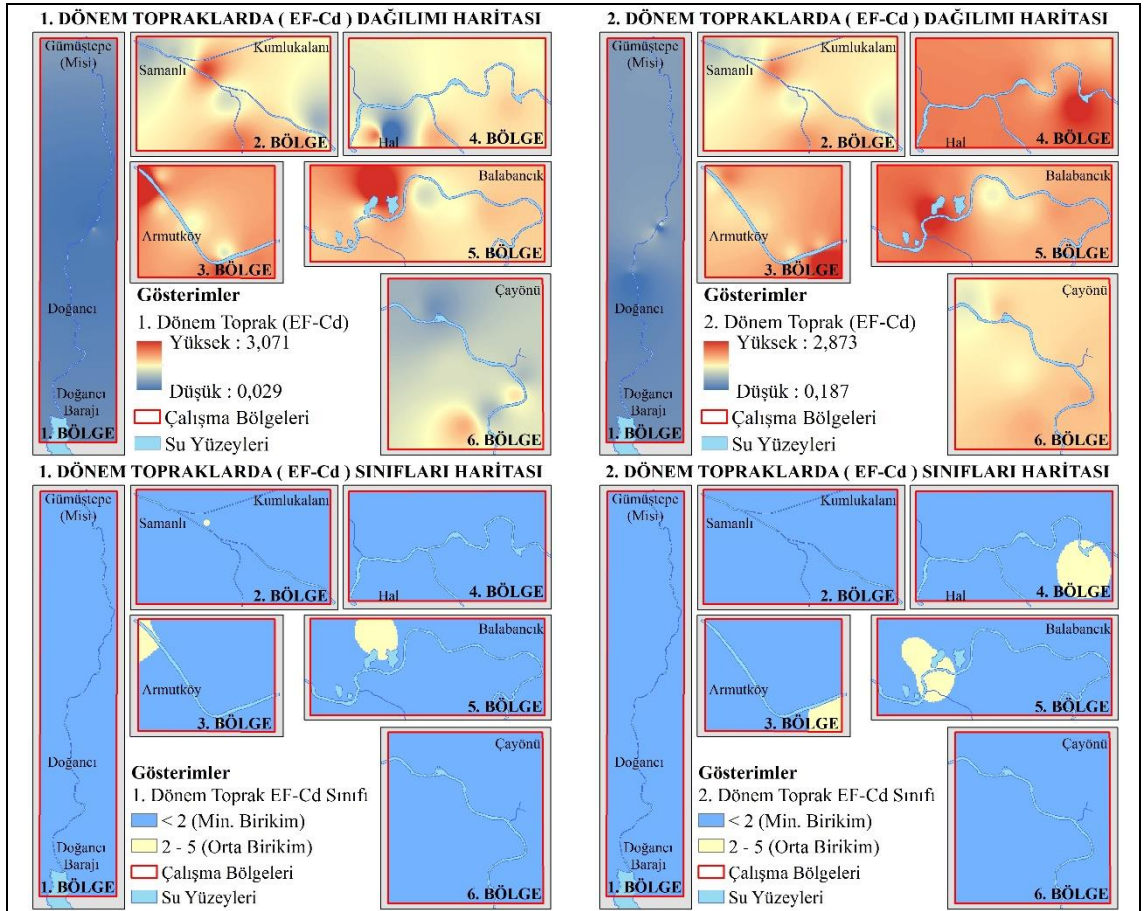 1. DÖNEM TOPRAKLARDA ( EF-Cd ) DAĞILIMI HARİTASI
Gümüştepe
(Misi)
Kumlukalanı
Samanlı
2. BÖLGE
Hal
4. BÖLGE
Armutköy
3. BÖLGE
Balabancık
5. BÖLGE
Doğancı
Doğancı
Barajı
1. BÖLGE
Gösterimler
1. Dönem Toprak (EF-Cd)
Yüksek : 3,071
Düşük : 0,029
Çalışma Bölgeleri
Su Yüzeyleri
Çayönü
6. BÖLGE
2. DÖNEM TOPRAKLARDA ( EF-Cd ) DAĞILIMI HARİTASI
Gümüştepe
(Misi)
Kumlukalanı
Samanlı
2. BÖLGE
Hal
4. BÖLGE
Armutköy
3. BÖLGE
Balabancık
5. BÖLGE
Doğancı
Doğancı
Barajı
1. BÖLGE
Gösterimler
2. Dönem Toprak (EF-Cd)
Yüksek : 2,873
Düşük : 0,187
Çalışma Bölgeleri
Su Yüzeyleri
Çayönü
6. BÖLGE
1. DÖNEM TOPRAKLARDA ( EF-Cd ) SINIFLARI HARİTASI
Gümüştepe
(Misi)
Kumlukalanı
Samanlı
2. BÖLGE
Hal
4. BÖLGE
Armutköy
3. BÖLGE
Balabancık
5. BÖLGE
Doğancı
Doğancı
Barajı
1. BÖLGE
Gösterimler
1. Dönem Toprak EF-Cd Sınıfı
< 2 (Min. Birikim)
2 - 5 (Orta Birikim)
Çalışma Bölgeleri
Su Yüzeyleri
Çayönü
6. BÖLGE
2. DÖNEM TOPRAKLARDA ( EF-Cd ) SINIFLARI HARİTASI
Gümüştepe
(Misi)
Kumlukalanı
Samanlı
2. BÖLGE
Hal
4. BÖLGE
Armutköy
3. BÖLGE
Balabancık
5. BÖLGE
Doğancı
Doğancı
Barajı
1. BÖLGE
Gösterimler
2. Dönem Toprak EF-Cd Sınıfı
< 2 (Min. Birikim)
2 - 5 (Orta Birikim)
Çalışma Bölgeleri
Su Yüzeyleri
Çayönü
6. BÖLGE